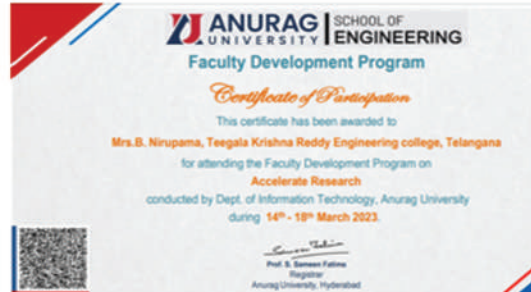 ANURAG UNIVERSITY | SCHOOL OF ENGINEERING
Faculty Development Program
Certificate of Participation
This certificate has been awarded to
Mrs.B. Nirupama, Teegala Krishna Reddy Engineering college, Telangana
for attending the Faculty Development Program on
Accelerate Research
conducted by Dept. of Information Technology, Anurag University
during 14th - 18th March 2023.
Prof. S. Sameen Fatima
Registrar
Anurag University, Hyderabad